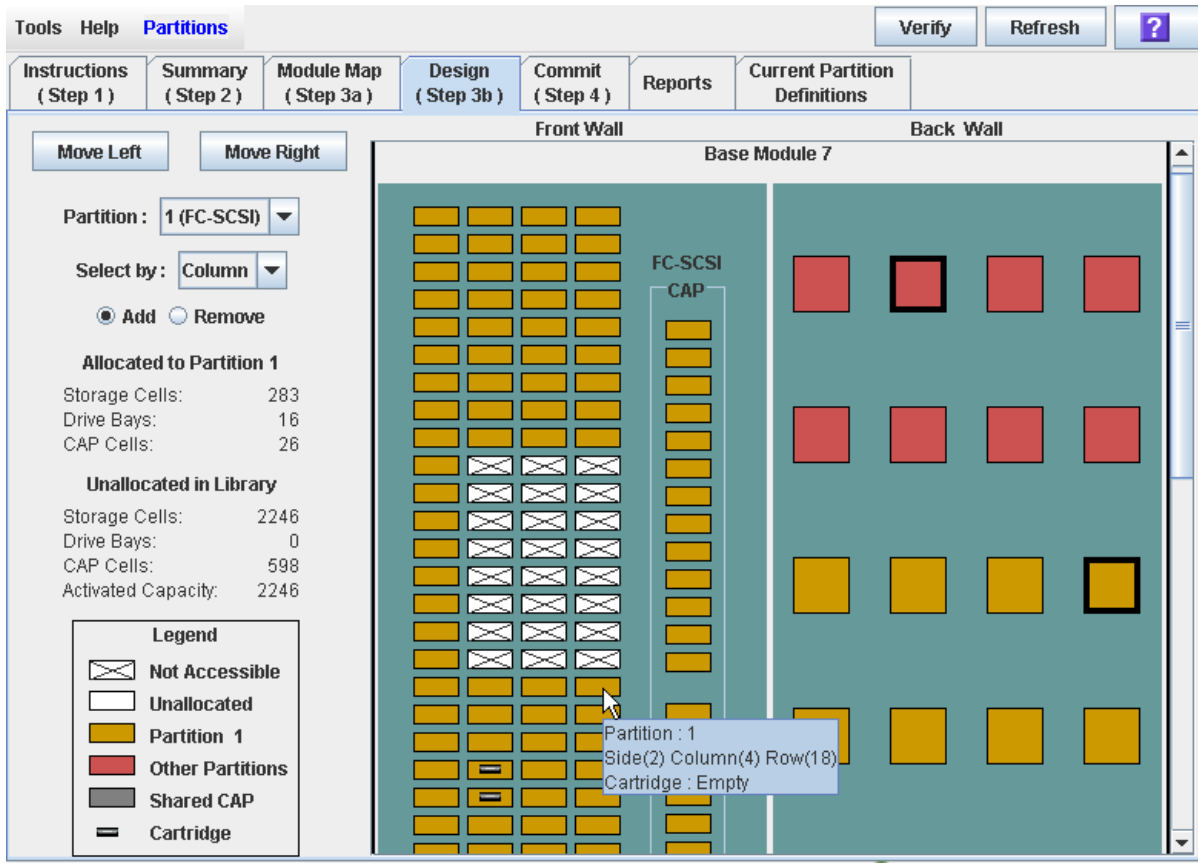 Tools Help Partitions
Verify Refresh ?
Instructions
( Step 1 )
Summary
( Step 2 )
Module Map
( Step 3a )
Design
( Step 3b )
Commit
( Step 4 )
Reports
Current Partition
Definitions
Move Left Move Right
Partition : 1 (FC-SCSI)
Select by : Column
Add Remove
Allocated to Partition 1
Storage Cells: 283
Drive Bays: 16
CAP Cells: 26
Unallocated in Library
Storage Cells: 2246
Drive Bays: 0
CAP Cells: 598
Activated Capacity: 2246
Legend
Not Accessible
Unallocated
Partition 1
Other Partitions
Shared CAP
Cartridge
Front Wall Back Wall
Base Module 7
FC-SCSI
CAP
Partition : 1
Side(2) Column(4) Row(18)
Cartridge : Empty